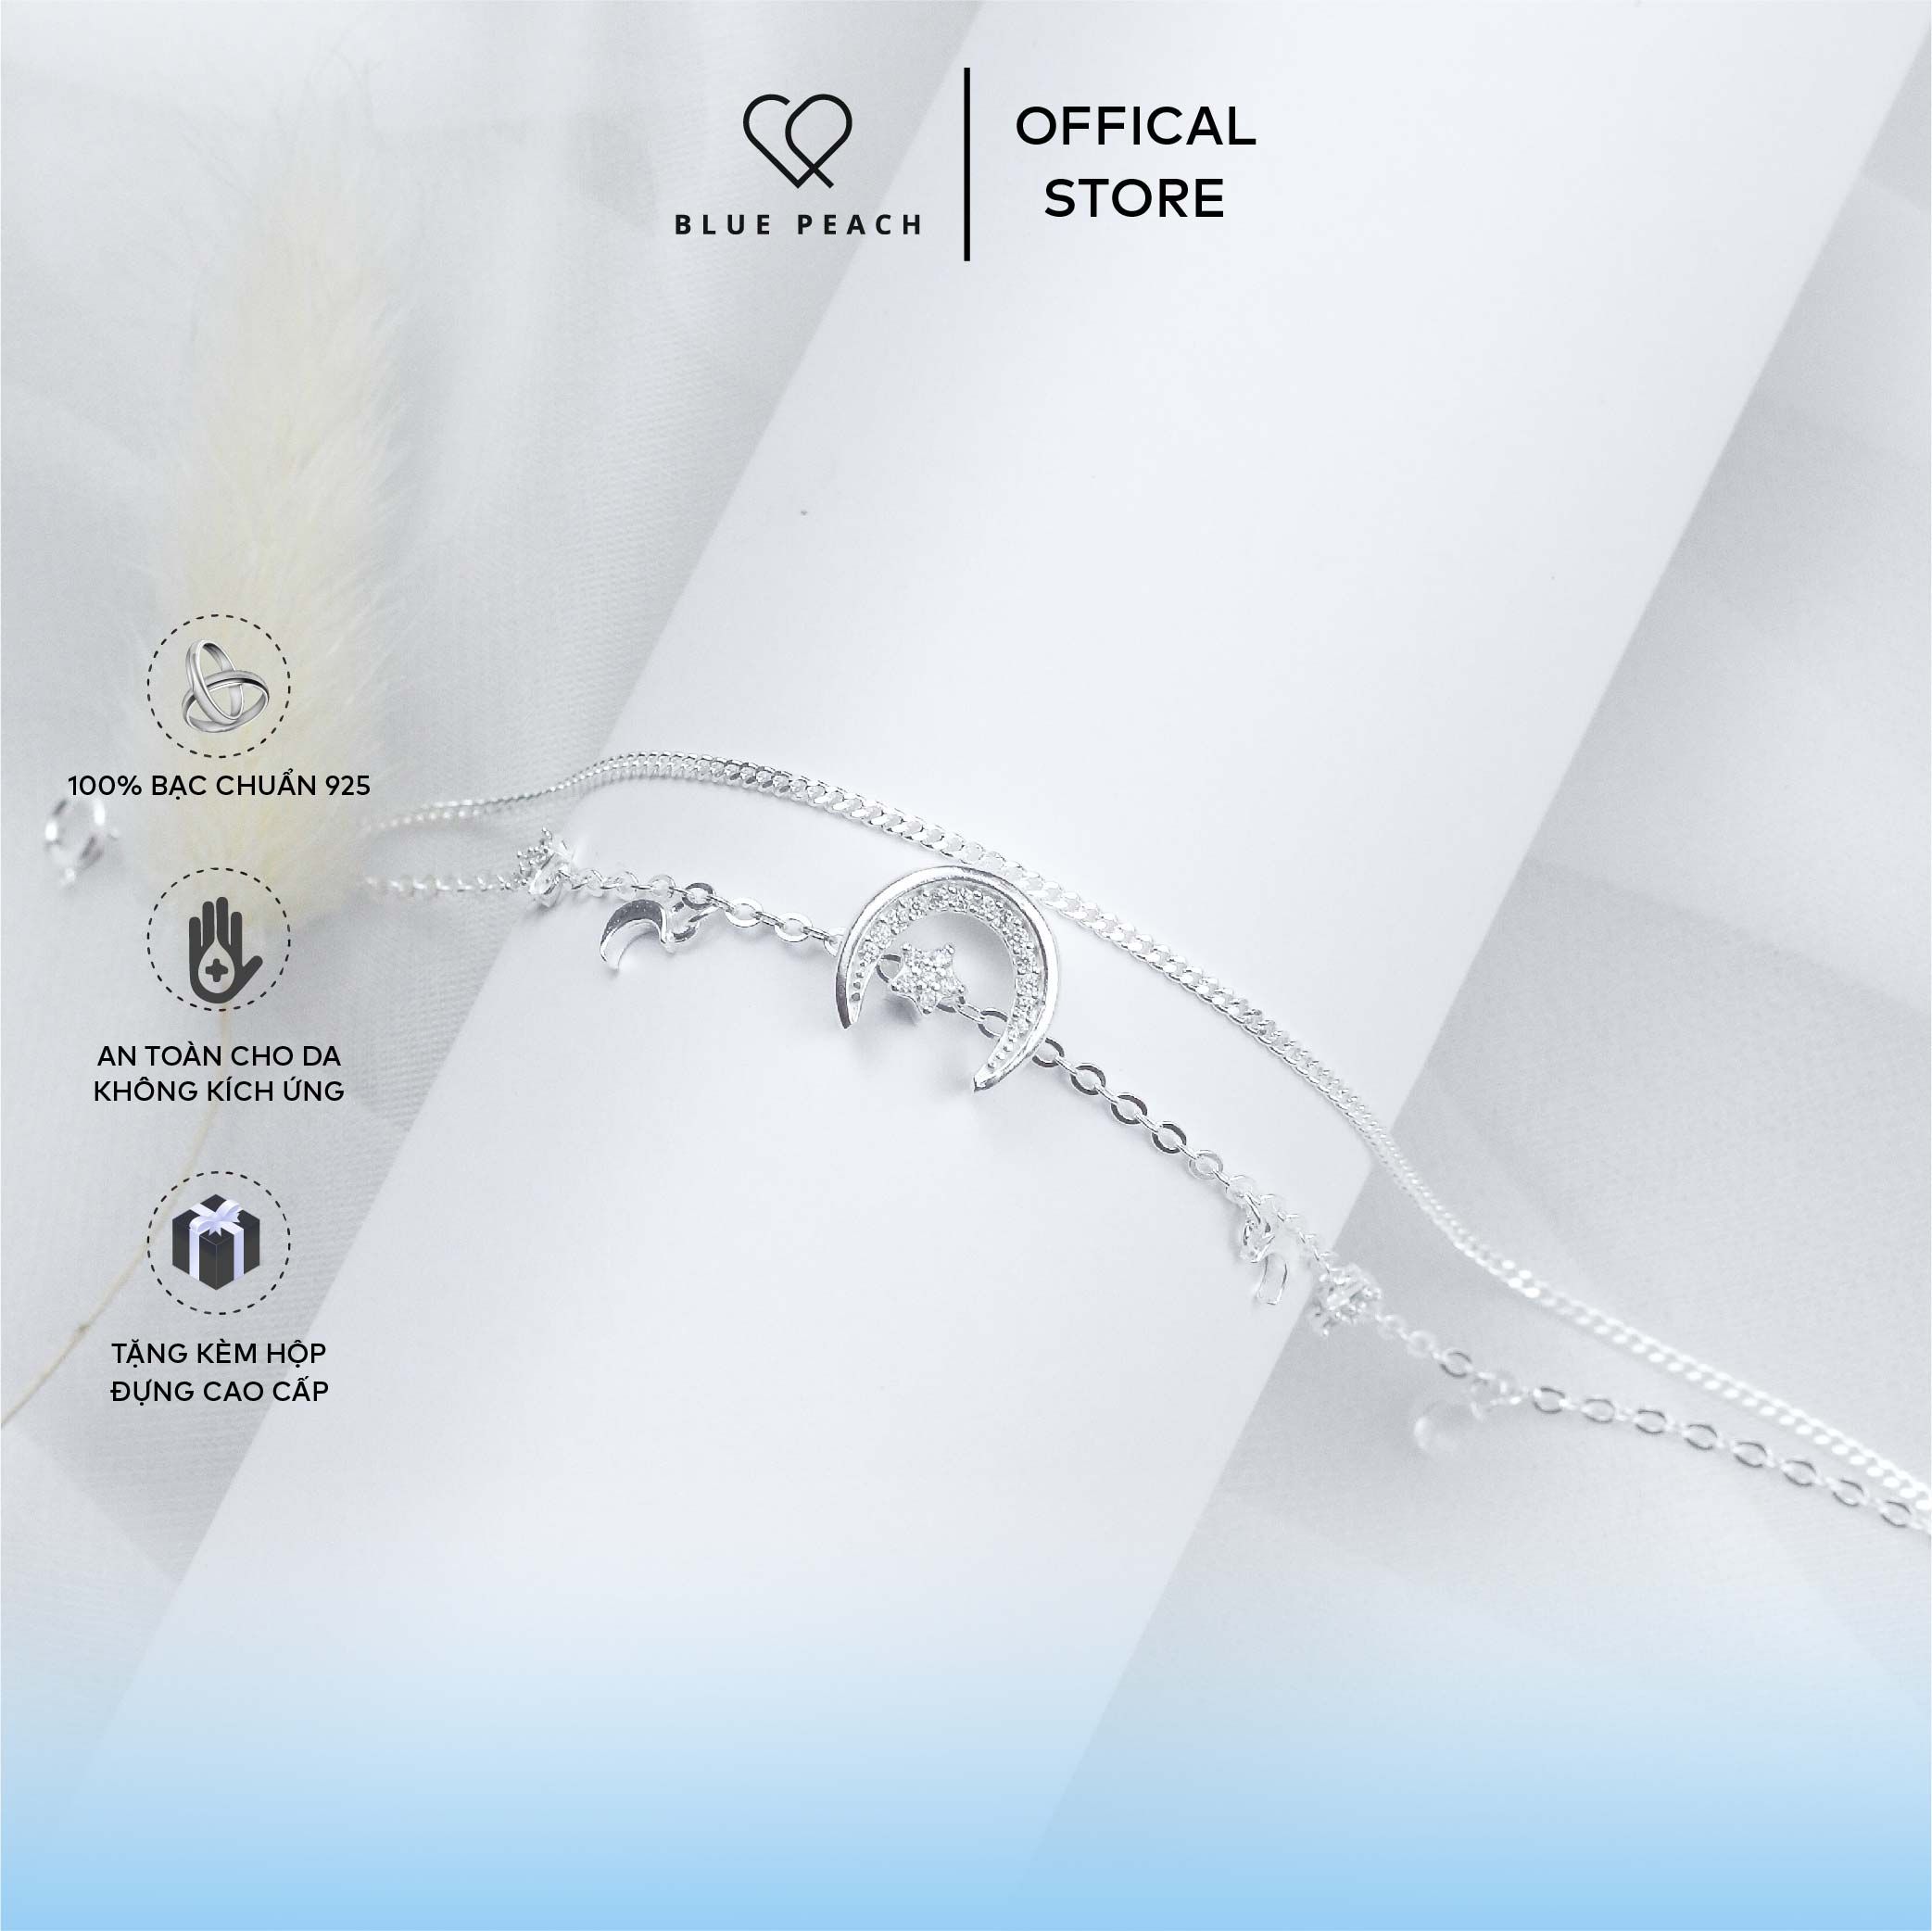 BLUE PEACH
OFFICAL
STORE
100% BẠC CHUẨN 925
AN TOÀN CHO DA
KHÔNG KÍCH ỨNG
TẶNG KÈM HỘP
ĐỰNG CAO CẤP